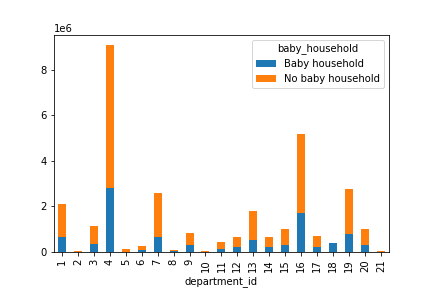 1e6
baby_household
Baby household
No baby household
8
6
4
2
0
1 2 3 4 5 6 7 8 9 10 11 12 13 14 15 16 17 18 19 20 21
department_id